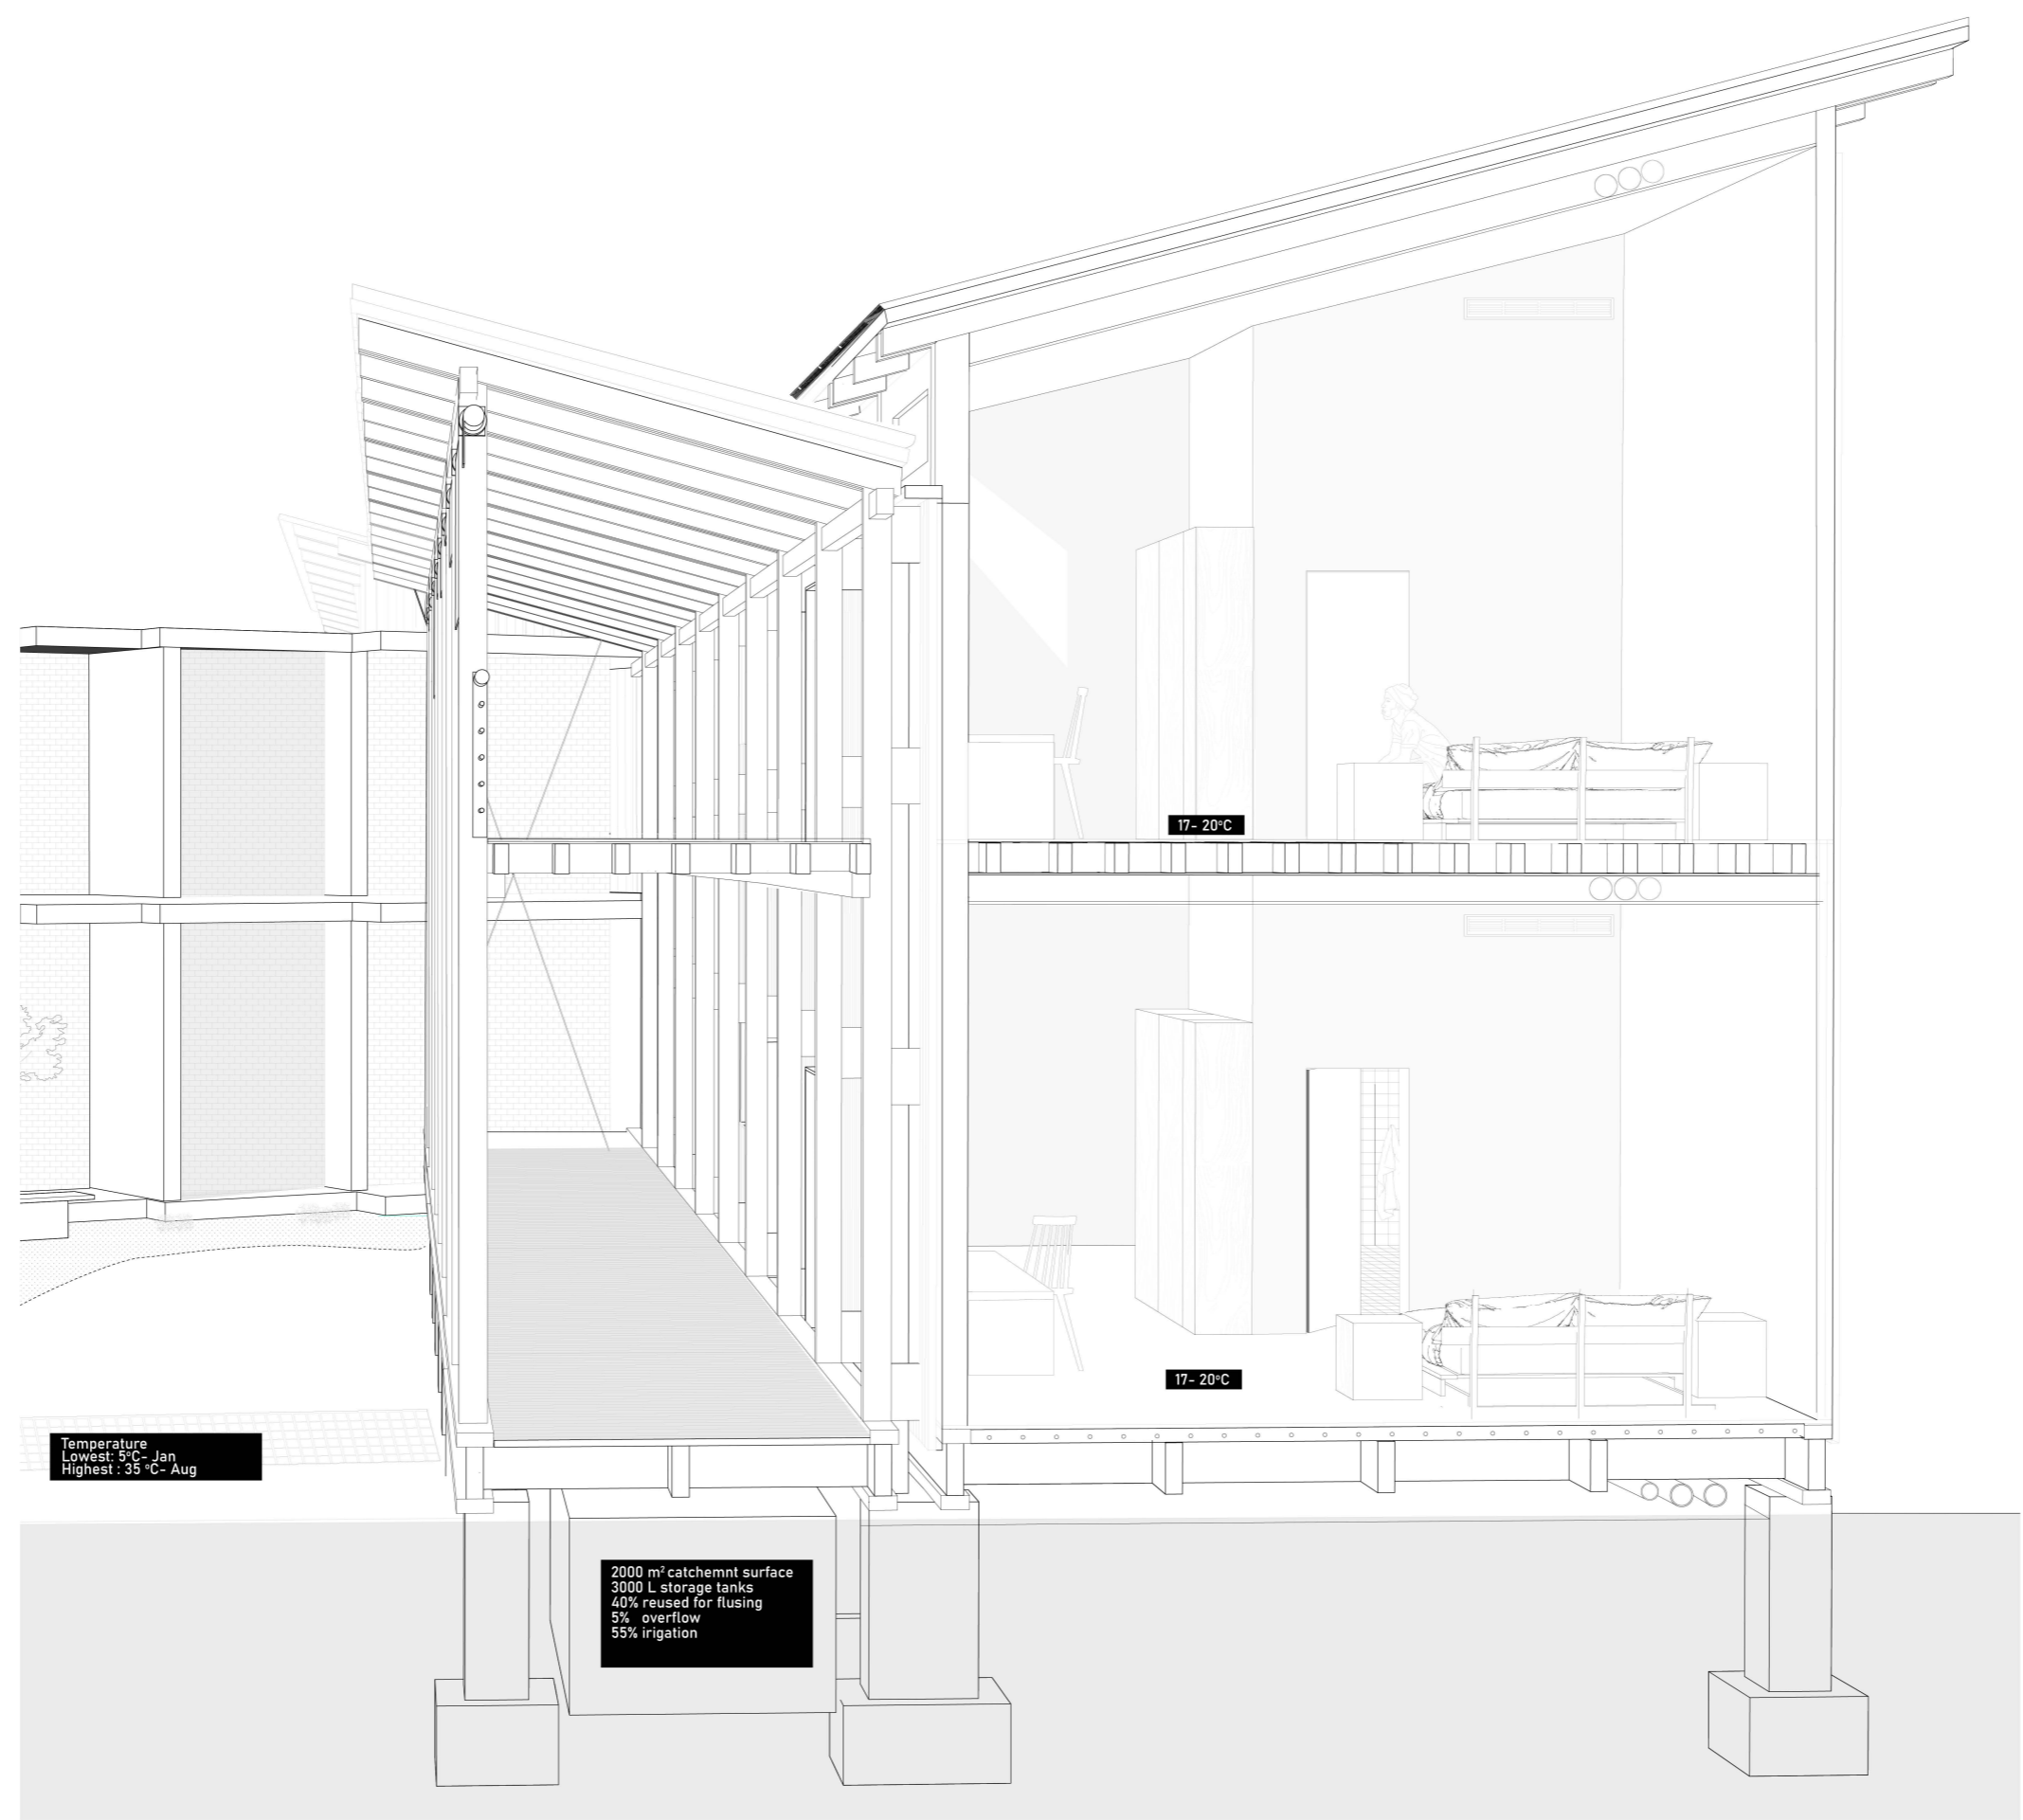 17- 20°C
17- 20°C
Temperature
Lowest: 5°C- Jan
Highest : 35 °C- Aug
2000 m² catchemnt surface
3000 L storage tanks
40% reused for flusing
5% overflow
55% irigation